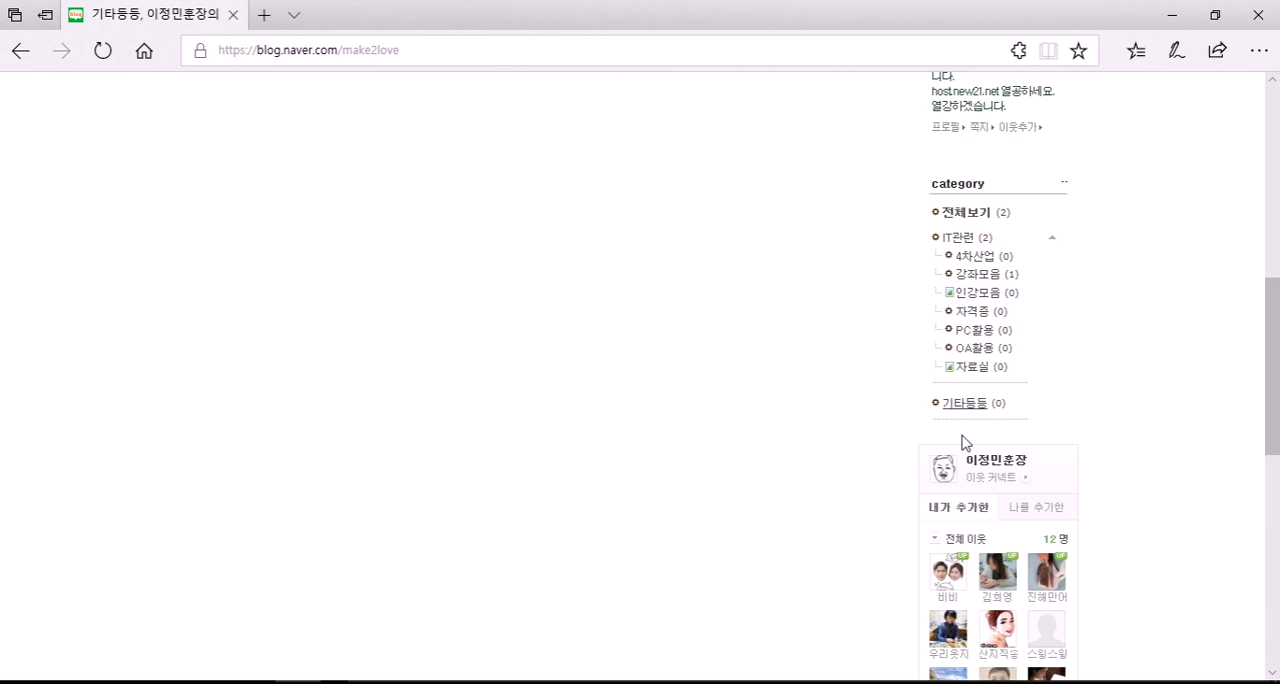 기타등등, 이정민훈장의
https://blog.naver.com/make2love
니다.
host.new21.net 열공하세요.
열강하겠습니다.
프로필 쪽지 이웃추가
category
전체보기 (2)
IT관련 (2)
4차산업 (0)
강좌모음 (1)
인강모음 (0)
자격증 (0)
PC활용 (0)
OA활용 (0)
자료실 (0)
기타등등 (0)
이정민훈장
이웃 커넥트
내가 추가한 나를 추가한
전체 이웃 12 명
UP UP UP
비비 김희영 진해만어
우리옷지 산지직송 스윙스윙